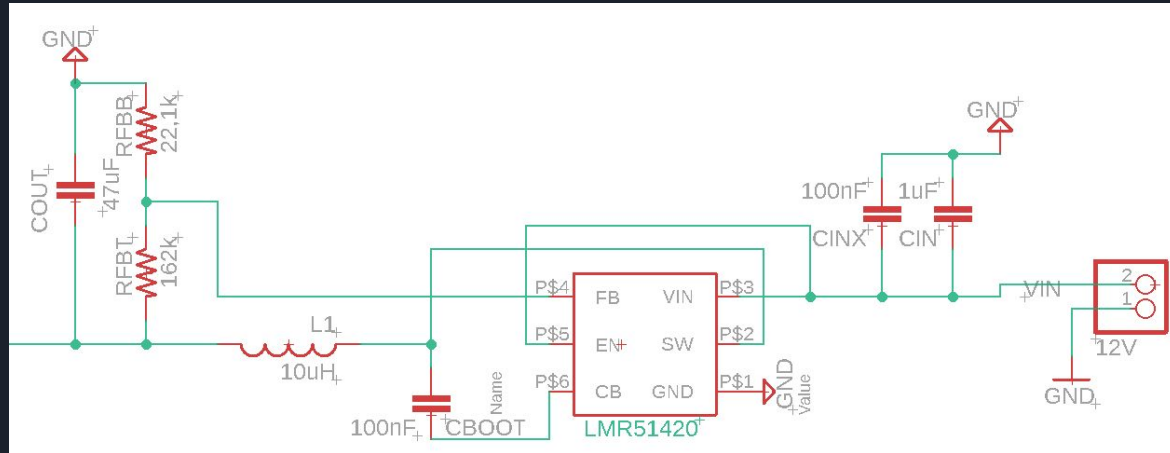 GND
RFBB
22,1k
COUT
47uF
RFBT
162k
L1
10uH
100nF
CBOOT
Name
P$4
P$5
P$6
FB
EN
CB
VIN
SW
GND
P$3
P$2
P$1
LMR51420
GND
Value
GND
100nF
1uF
CINX
CIN
VIN
2
1
12V
GND